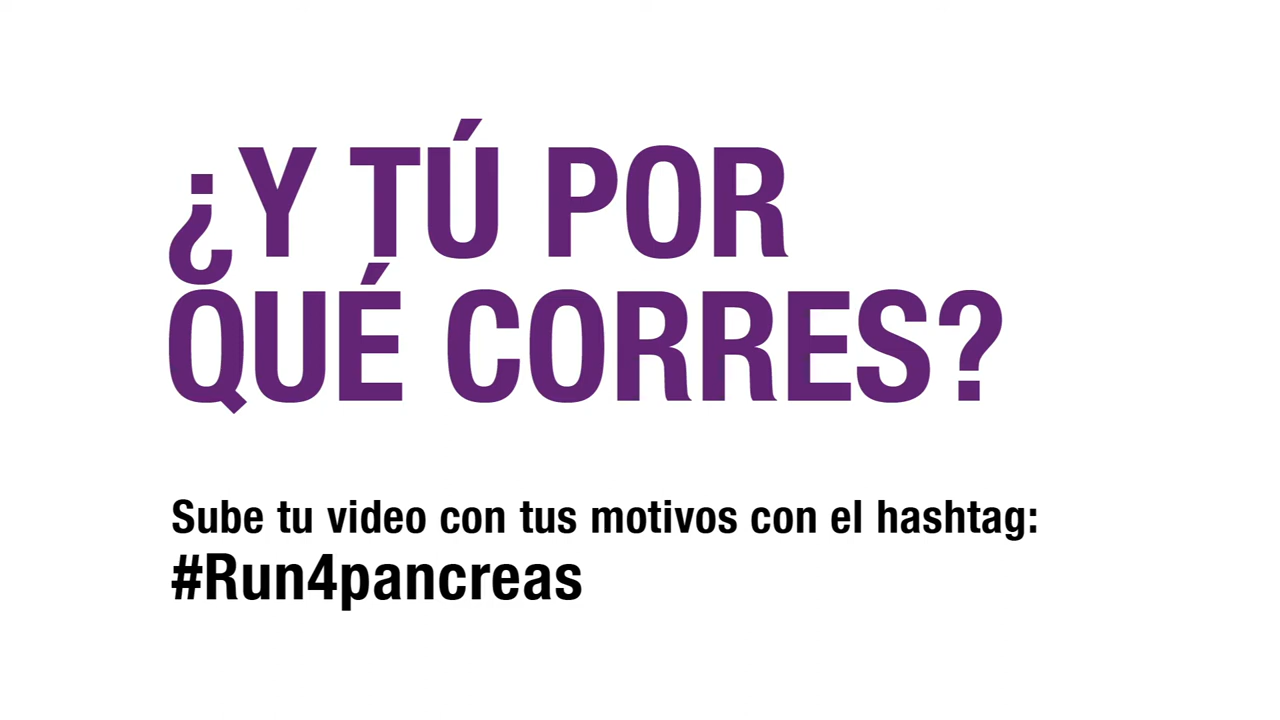 ¿Y TÚ POR
QUÉ CORRES?
Sube tu video con tus motivos con el hashtag:
#Run4pancreas